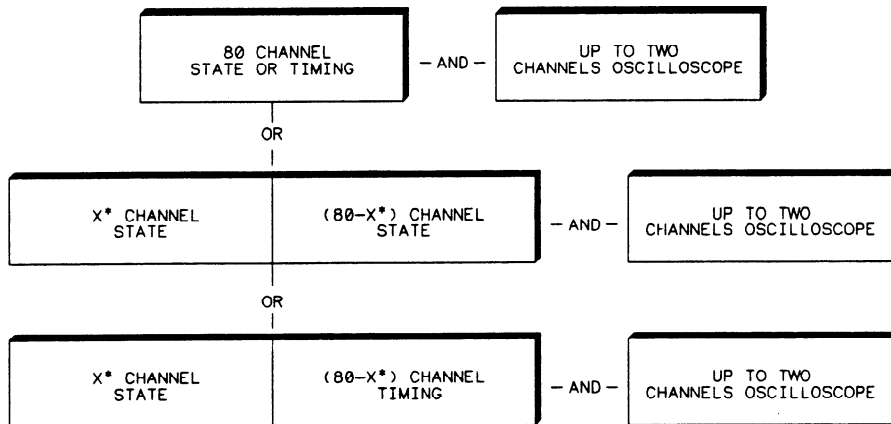 80 CHANNEL
STATE OR TIMING
- AND -
UP TO TWO
CHANNELS OSCILLOSCOPE
OR
X* CHANNEL
STATE
(80-X*) CHANNEL
STATE
- AND -
UP TO TWO
CHANNELS OSCILLOSCOPE
OR
X* CHANNEL
STATE
(80-X*) CHANNEL
TIMING
- AND -
UP TO TWO
CHANNELS OSCILLOSCOPE